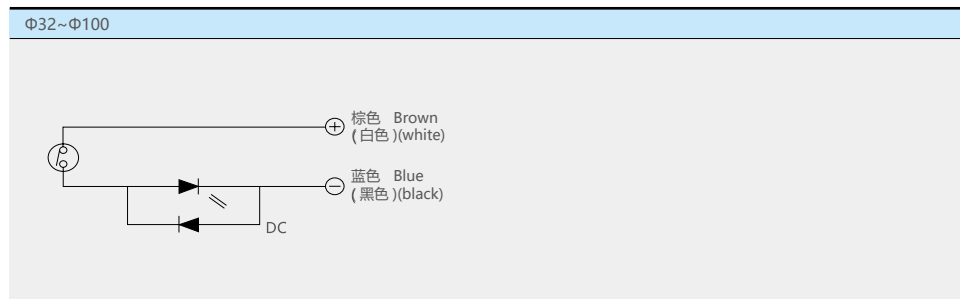 Φ32~Φ100
棕色 Brown
(白色)(white)
蓝色 Blue
(黑色)(black)
DC